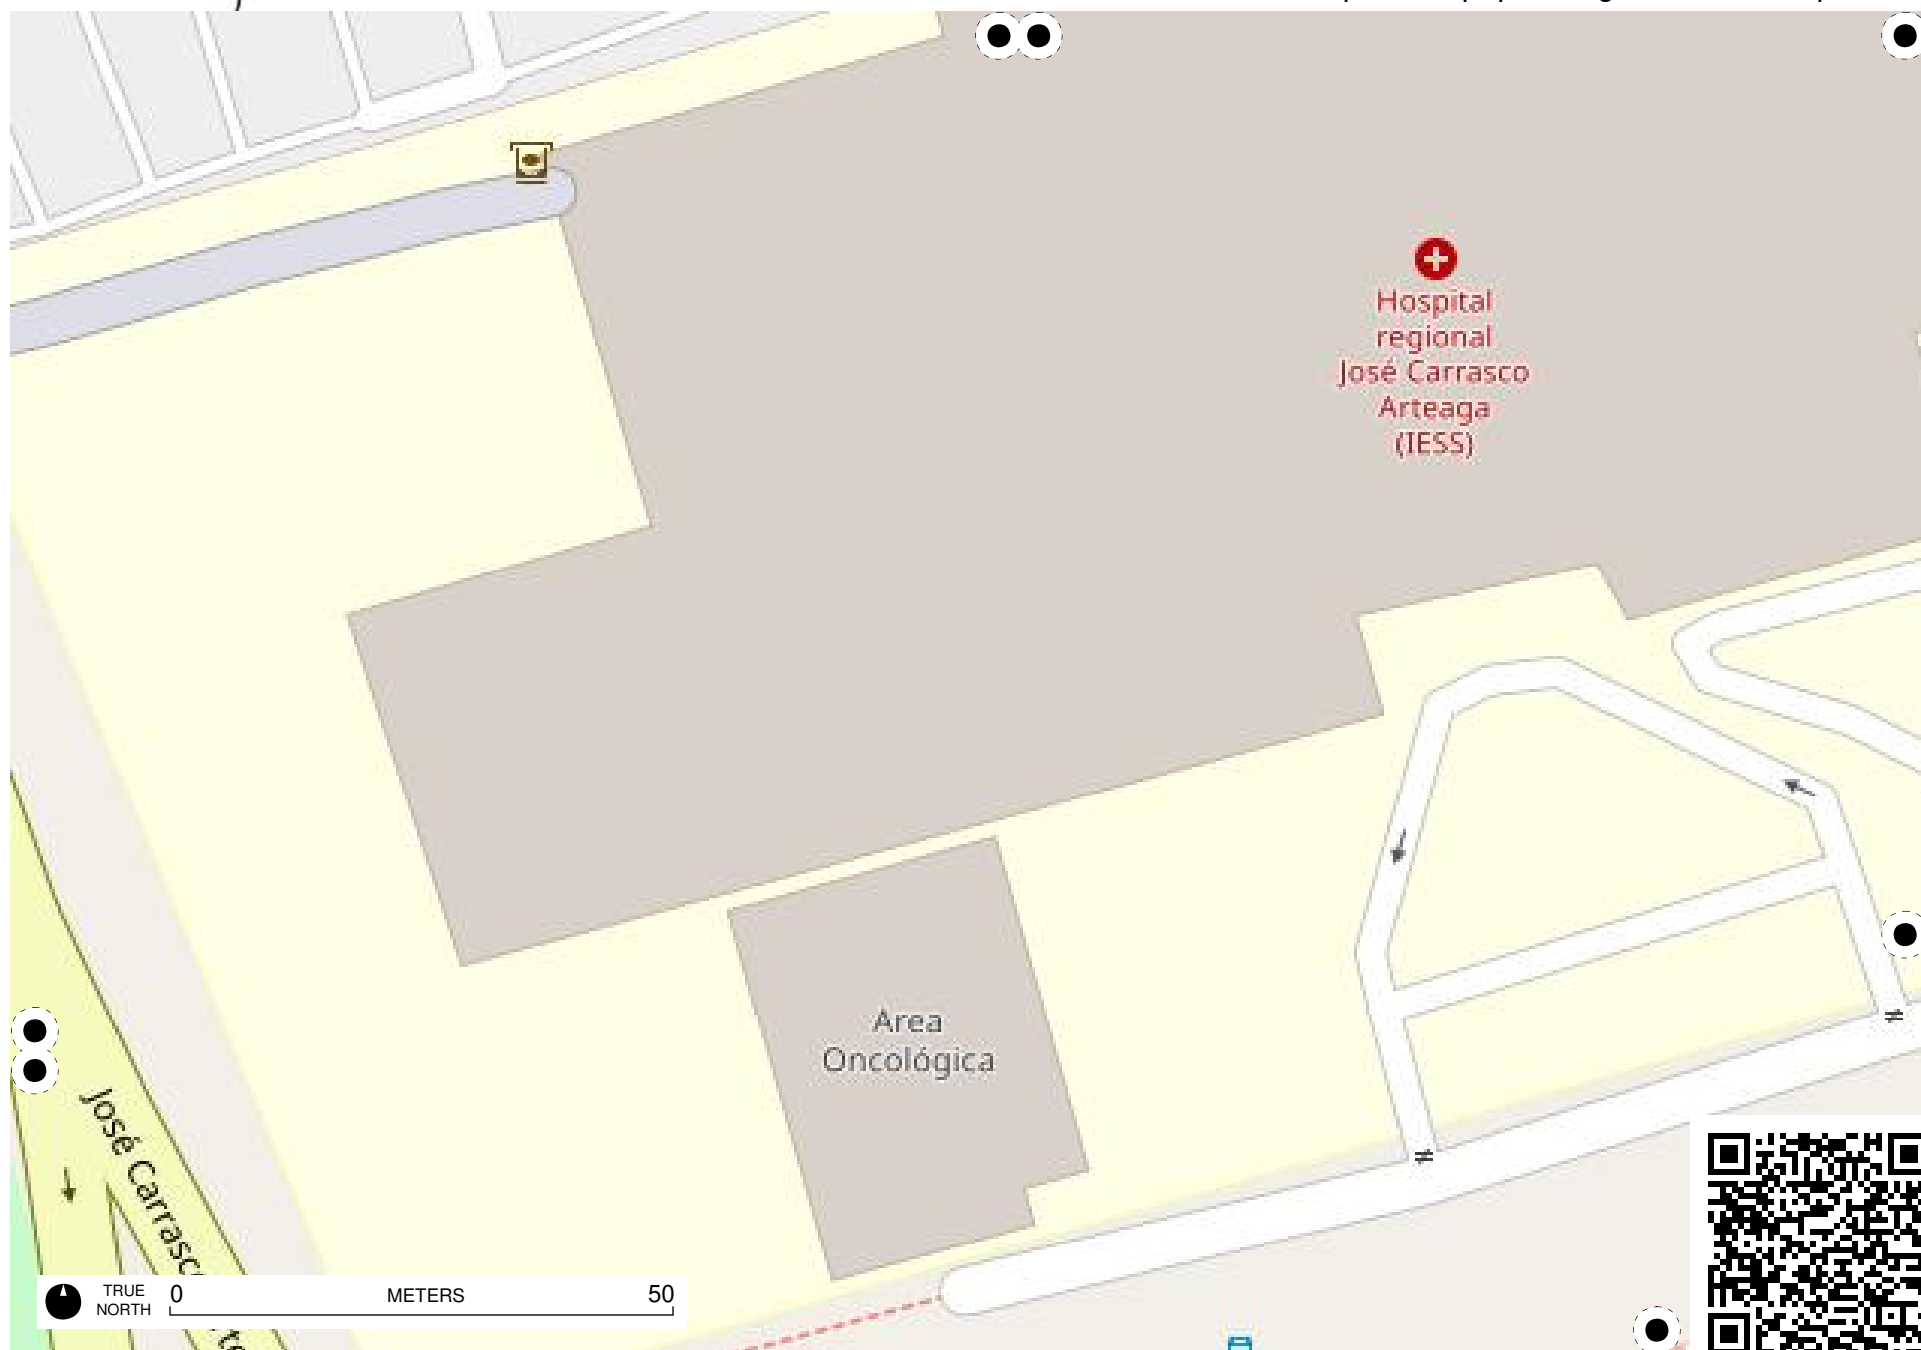 Hospital
regional
José Carrasco
Arteaga
(IESS)
Area
Oncológica
José Carrasco
TRUE
NORTH
0 METERS 50